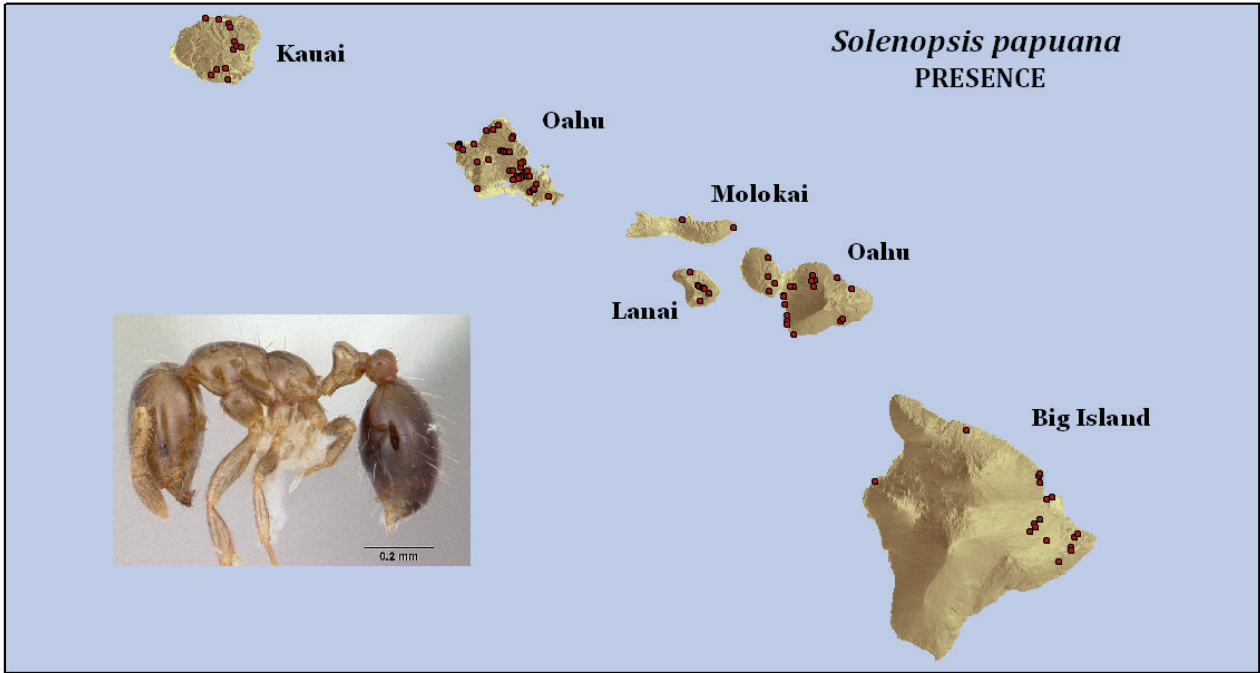 Solenopsis papuana
PRESENCE
Kauai
Oahu
Molokai
Oahu
Lanai
Big Island
0.2 mm